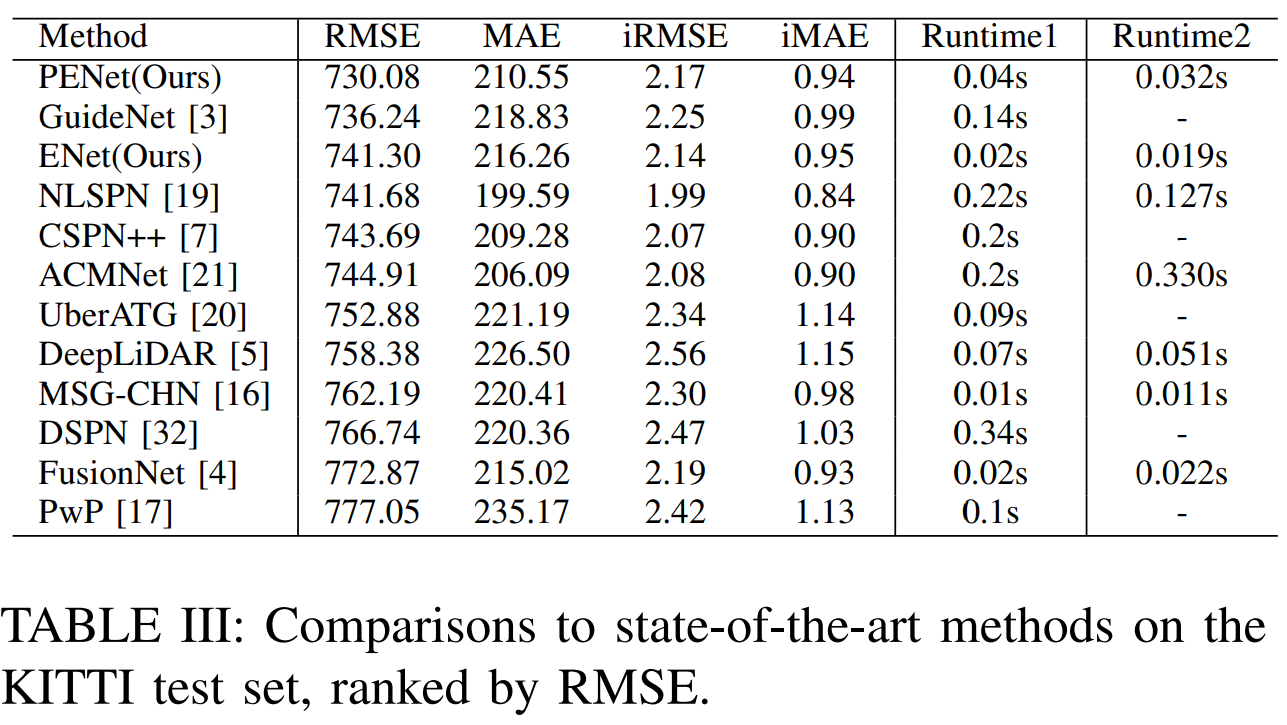 Method RMSE MAE iRMSE iMAE Runtime1 Runtime2
PENet(Ours) 730.08 210.55 2.17 0.94 0.04s 0.032s
GuideNet [3] 736.24 218.83 2.25 0.99 0.14s -
ENet(Ours) 741.30 216.26 2.14 0.95 0.02s 0.019s
NLSPN [19] 741.68 199.59 1.99 0.84 0.22s 0.127s
CSPN++ [7] 743.69 209.28 2.07 0.90 0.2s -
ACMNet [21] 744.91 206.09 2.08 0.90 0.2s 0.330s
UberATG [20] 752.88 221.19 2.34 1.14 0.09s -
DeepLiDAR [5] 758.38 226.50 2.56 1.15 0.07s 0.051s
MSG-CHN [16] 762.19 220.41 2.30 0.98 0.01s 0.011s
DSPN [32] 766.74 220.36 2.47 1.03 0.34s -
FusionNet [4] 772.87 215.02 2.19 0.93 0.02s 0.022s
PwP [17] 777.05 235.17 2.42 1.13 0.1s -
TABLE III: Comparisons to state-of-the-art methods on the
KITTI test set, ranked by RMSE.